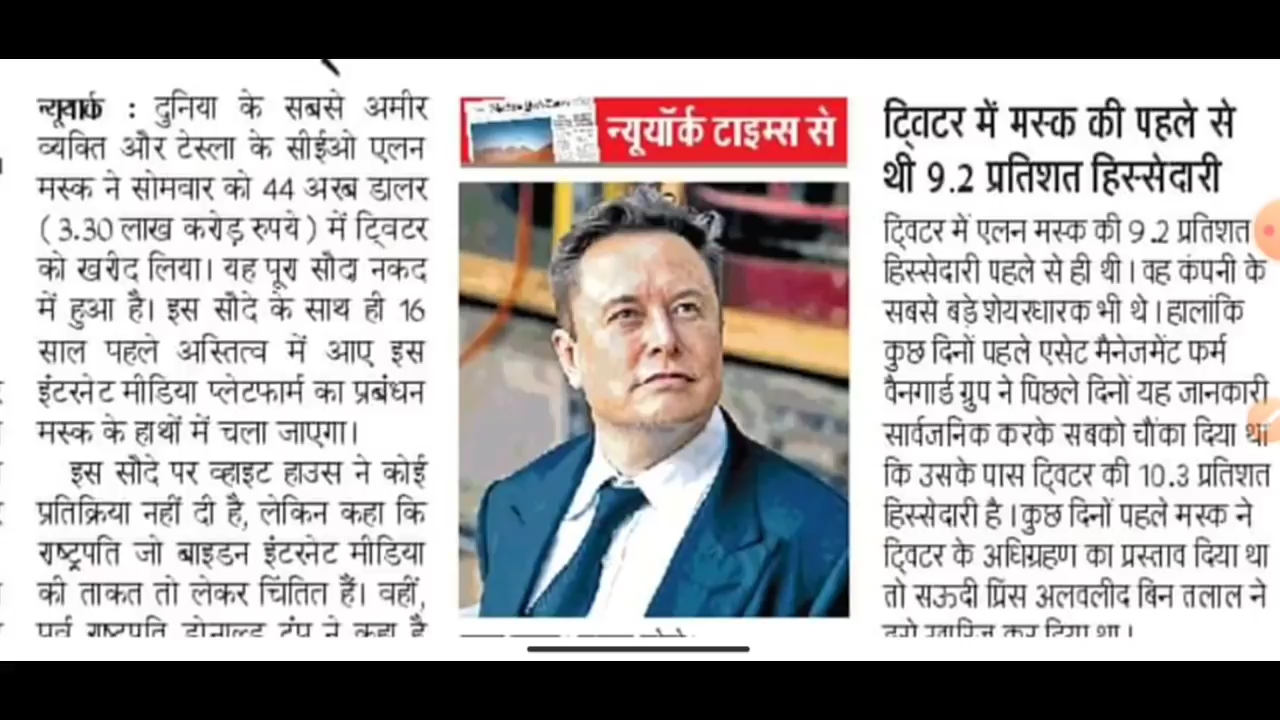 न्यूयार्क : दुनिया के सबसे अमीर
व्यक्ति और टेस्ला के सीईओ एलन
मस्क ने सोमवार को 44 अरब डालर
(3.30 लाख करोड़ रुपये) में ट्विटर
को खरीद लिया। यह पूरा सौदा नकद
में हुआ है। इस सौदे के साथ ही 16
साल पहले अस्तित्व में आए इस
इंटरनेट मीडिया प्लेटफार्म का प्रबंधन
मस्क के हाथों में चला जाएगा।
इस सौदे पर व्हाइट हाउस ने कोई
प्रतिक्रिया नहीं दी है, लेकिन कहा कि
राष्ट्रपति जो बाइडन इंटरनेट मीडिया
की ताकत तो लेकर चिंतित हैं। वहीं,
पूर्व राष्ट्रपति डोनाल्ड ट्रंप ने कहा है
न्यूयॉर्क टाइम्स से
ट्विटर में मस्क की पहले से
थी 9.2 प्रतिशत हिस्सेदारी
ट्विटर में एलन मस्क की 9.2 प्रतिशत
हिस्सेदारी पहले से ही थी। वह कंपनी के
सबसे बड़े शेयरधारक भी थे। हालांकि
कुछ दिनों पहले एसेट मैनेजमेंट फर्म
वैनगार्ड ग्रुप ने पिछले दिनों यह जानकारी
सार्वजनिक करके सबको चौंका दिया था
कि उसके पास ट्विटर की 10.3 प्रतिशत
हिस्सेदारी है। कुछ दिनों पहले मस्क ने
ट्विटर के अधिग्रहण का प्रस्ताव दिया था
तो सऊदी प्रिंस अलवलीद बिन तलाल ने
इसे खारिज कर दिया था।